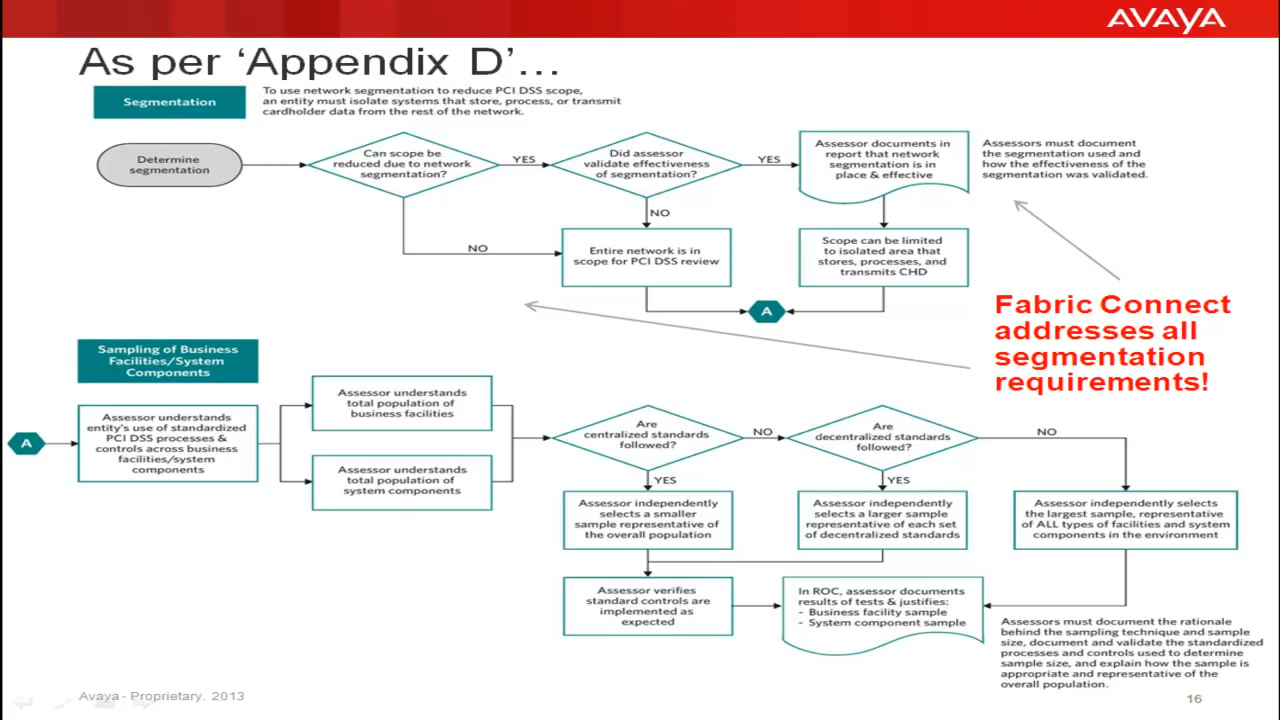 AVAYA
As per ‘Appendix D’...
Segmentation
To use network segmentation to reduce PCI DSS scope,
an entity must isolate systems that store, process, or transmit
cardholder data from the rest of the network.
Determine
segmentation
Can scope be
reduced due to network
segmentation?
YES
Did assessor
validate effectiveness
of segmentation?
YES
Assessor documents in
report that network
segmentation is in
place & effective
Assessors must document
the segmentation used and
how the effectiveness of the
segmentation was validated.
NO
NO
Entire network is in
scope for PCI DSS review
Scope can be limited
to isolated area that
stores, processes, and
transmits CHD
A
Fabric Connect
addresses all
segmentation
requirements!
Sampling of Business
Facilities/System
Components
A
Assessor understands
entity's use of standardized
PCI DSS processes &
controls across business
facilities/system
components
Assessor understands
total population of
business facilities
Assessor understands
total population of
system components
Are
centralized standards
followed?
NO
Are
decentralized standards
followed?
NO
YES
YES
Assessor independently
selects a smaller
sample representative of
the overall population
Assessor independently
selects a larger sample
representative of each set
of decentralized standards
Assessor independently selects
the largest sample, representative
of ALL types of facilities and system
components in the environment
Assessor verifies
standard controls are
implemented as
expected
In ROC, assessor documents
results of tests & justifies:
- Business facility sample
- System component sample
Assessors must document the rationale
behind the sampling technique and sample
size, document and validate the standardized
processes and controls used to determine
sample size, and explain how the sample is
appropriate and representative of the
overall population.
Avaya - Proprietary. 2013
16